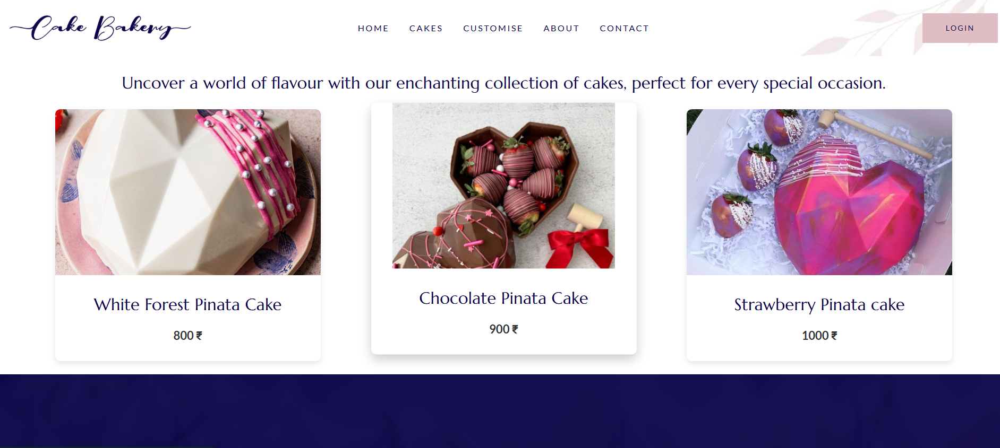 Cake Bakery
HOME CAKES CUSTOMISE ABOUT CONTACT
LOGIN
Uncover a world of flavour with our enchanting collection of cakes, perfect for every special occasion.
White Forest Pinata Cake
800 ₹
Chocolate Pinata Cake
900 ₹
Strawberry Pinata cake
1000 ₹